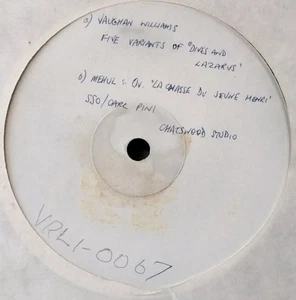 a) VAUGHAN WILLIAMS
FIVE VARIANTS OF "DIVES AND
LAZARUS'
b) MEHUL: OV. 'LA CHASSE DU JEUNE HENRI'
SSO/CARL PINI
CHATSWOOD STUDIO
VRL1-0067